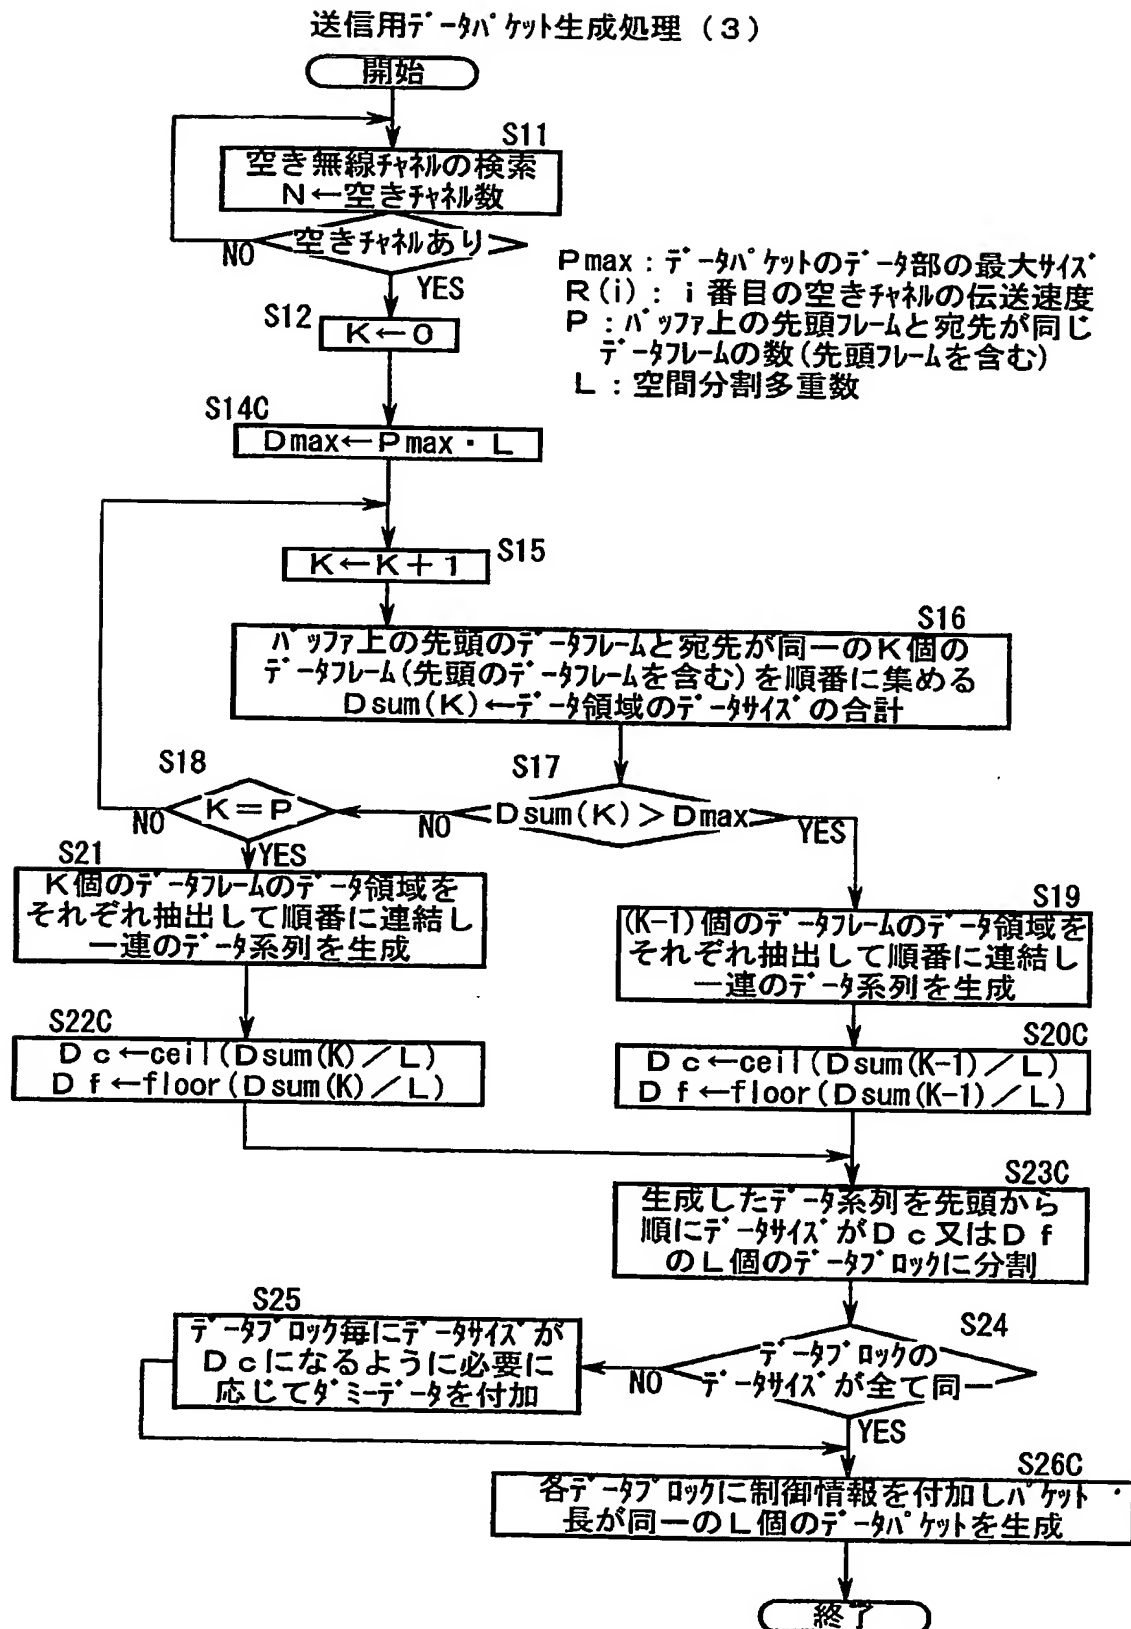 送信用データパケット生成処理（３）
開始
S11
空き無線チャネルの検索
Ｎ←空きチャネル数
空きチャネルあり
NO
YES
Ｐmax：データパケットのデータ部の最大サイズ
Ｒ(i)：ｉ番目の空きチャネルの伝送速度
Ｐ：バッファ上の先頭フレームと宛先が同じ
データフレームの数(先頭フレームを含む)
Ｌ：空間分割多重数
S12
Ｋ←０
S14C
Ｄmax←Ｐmax・Ｌ
S15
Ｋ←Ｋ＋１
S16
バッファ上の先頭のデータフレームと宛先が同一のＫ個の
データフレーム(先頭のデータフレームを含む)を順番に集める
Ｄsum(Ｋ)←データ領域のデータサイズの合計
S17
Ｄsum(Ｋ)＞Ｄmax
NO
YES
S18
Ｋ＝Ｐ
NO
YES
S21
Ｋ個のデータフレームのデータ領域を
それぞれ抽出して順番に連結し
一連のデータ系列を生成
S19
(K-1)個のデータフレームのデータ領域を
それぞれ抽出して順番に連結し
一連のデータ系列を生成
S22C
Ｄｃ←ceil(Ｄsum(K)／Ｌ)
Ｄｆ←floor(Ｄsum(K)／Ｌ)
S20C
Ｄｃ←ceil(Ｄsum(K-1)／Ｌ)
Ｄｆ←floor(Ｄsum(K-1)／Ｌ)
S23C
生成したデータ系列を先頭から
順にデータサイズがＤｃ又はＤｆ
のＬ個のデータブロックに分割
S24
データブロックの
データサイズが全て同一
NO
YES
S25
データブロック毎にデータサイズが
Ｄｃになるように必要に
応じてダミーデータを付加
S26C
各データブロックに制御情報を付加しパケット
長が同一のＬ個のデータパケットを生成
終了